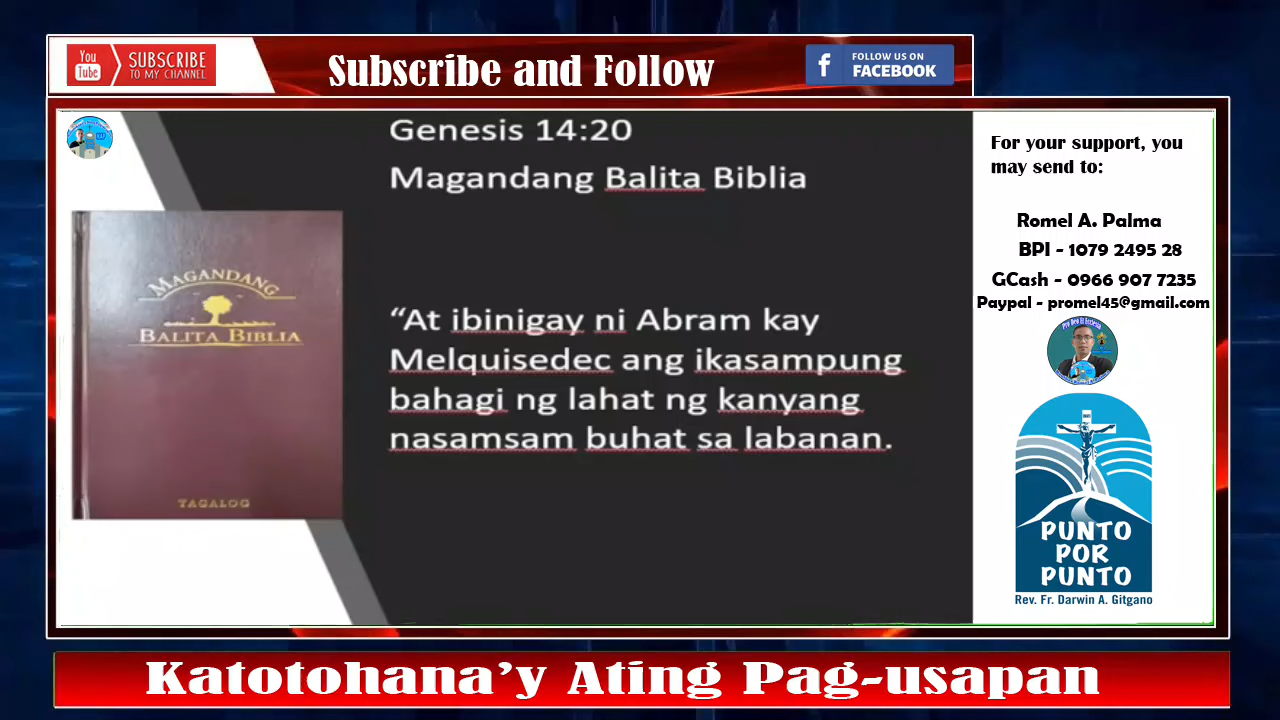 You Tube
SUBSCRIBE
TO MY CHANNEL
Subscribe and Follow
f
FOLLOW US ON
FACEBOOK
Genesis 14:20
Magandang Balita Biblia
MAGANDANG
BALITA BIBLIA
TAGALOG
“At ibinigay ni Abram kay
Melquisedec ang ikasampung
bahagi ng lahat ng kanyang
nasamsam buhat sa labanan.
For your support, you
may send to:
Romel A. Palma
BPI - 1079 2495 28
GCash - 0966 907 7235
Paypal - promel45@gmail.com
PUNTO
POR
PUNTO
Rev. Fr. Darwin A. Gitgano
Katotohana’y Ating Pag-usapan